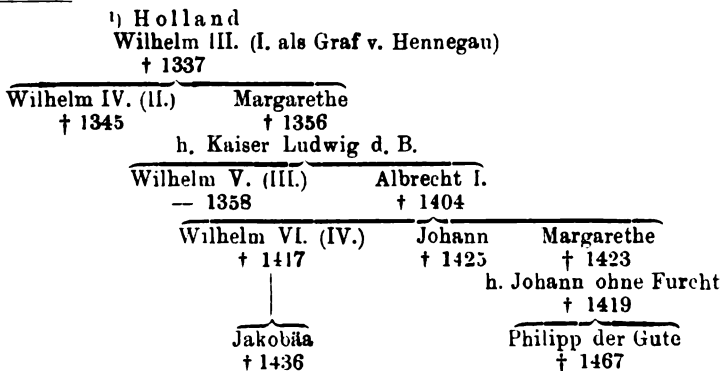 ¹) Holland
Wilhelm III. (I. als Graf v. Hennegau)
† 1337
Wilhelm IV. (II.) Margarethe
† 1345 † 1356
h. Kaiser Ludwig d. B.
Wilhelm V. (III.) Albrecht I.
— 1358 † 1404
Wilhelm VI. (IV.) Johann Margarethe
† 1417 † 1425 † 1423
h. Johann ohne Furcht
† 1419
Jakobäa Philipp der Gute
† 1436 † 1467